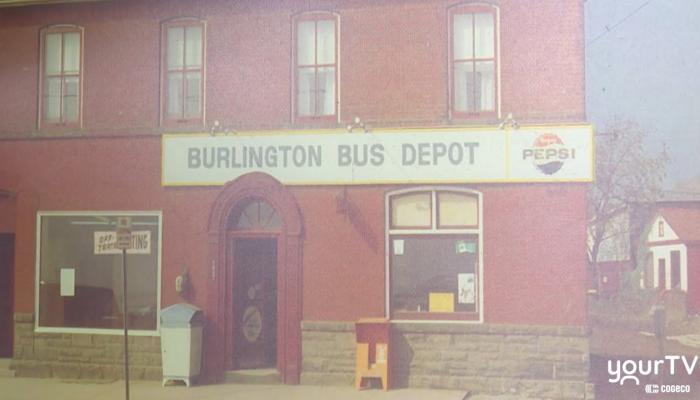 BURLINGTON BUS DEPOT
PEPSI
yourTV
COGECO